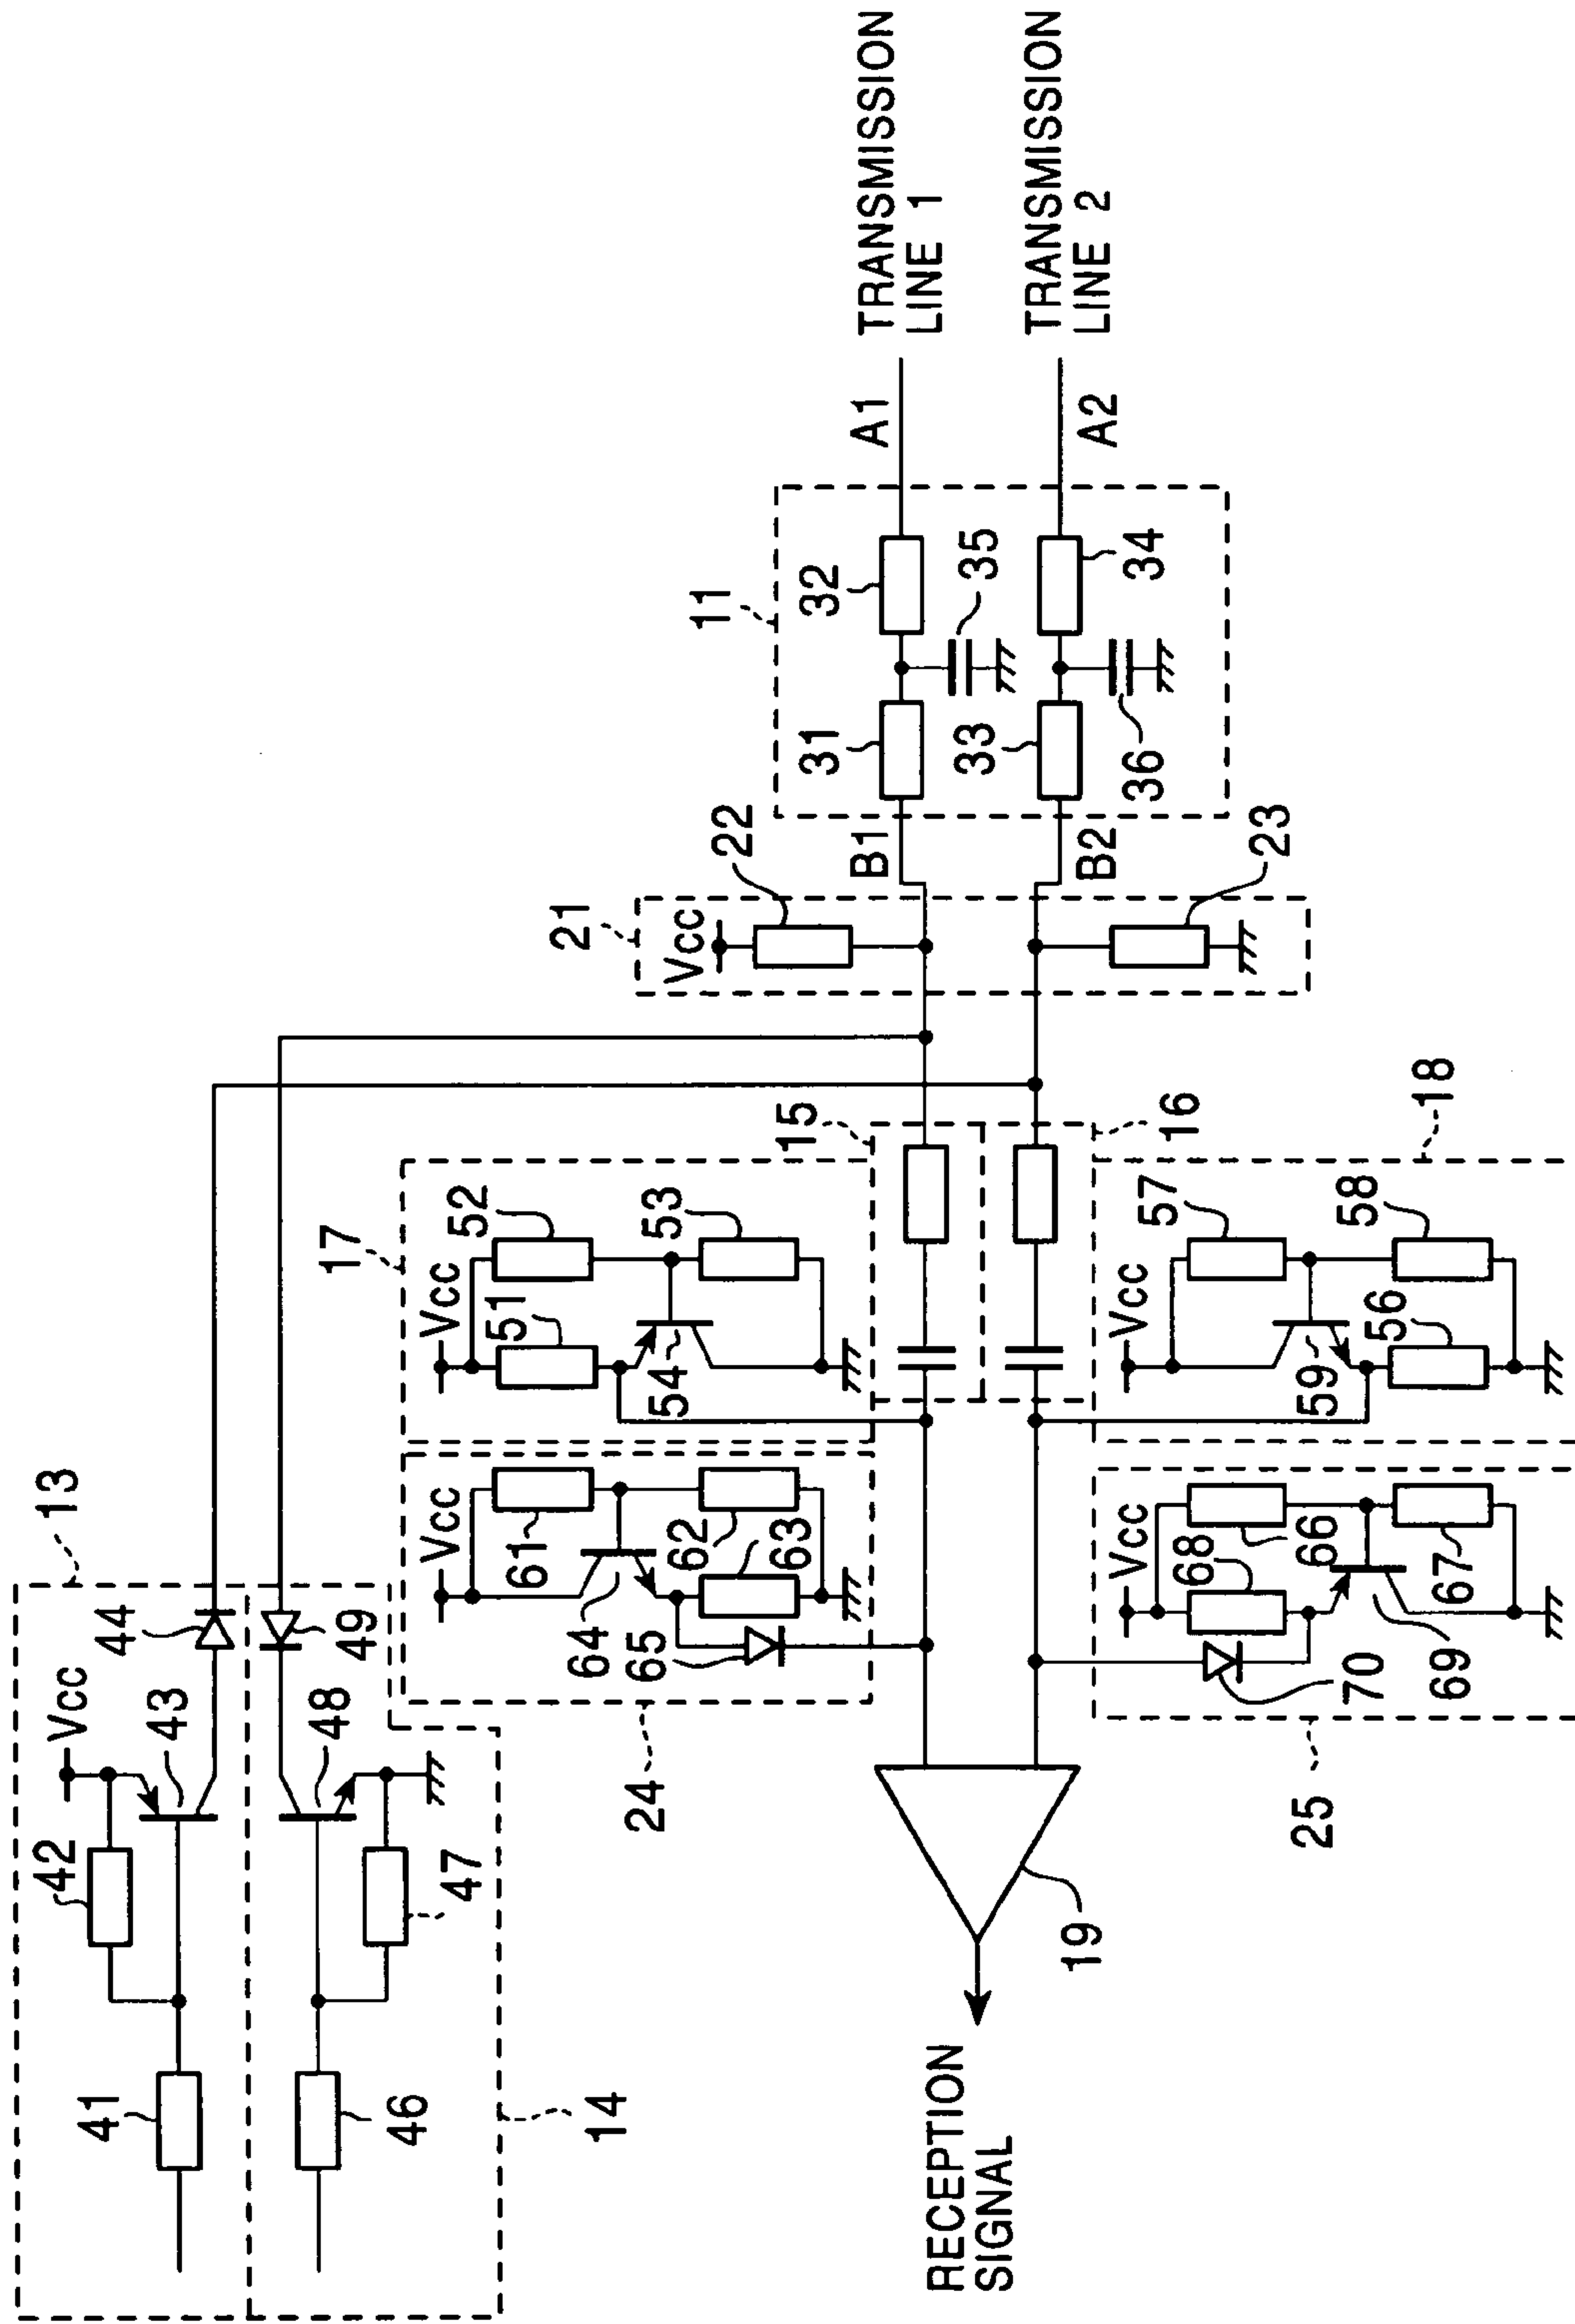 13
41
42
Vcc
43
44
46
47
48
49
14
17
Vcc
51
52
53
54
24
Vcc
61
62
63
64
65
15
16
21
Vcc
22
23
B1
B2
11
31
32
33
34
35
36
A1
A2
TRANSMISSION
LINE 1
TRANSMISSION
LINE 2
18
Vcc
57
58
56
59
25
Vcc
68
66
67
69
70
19
RECEPTION
SIGNAL